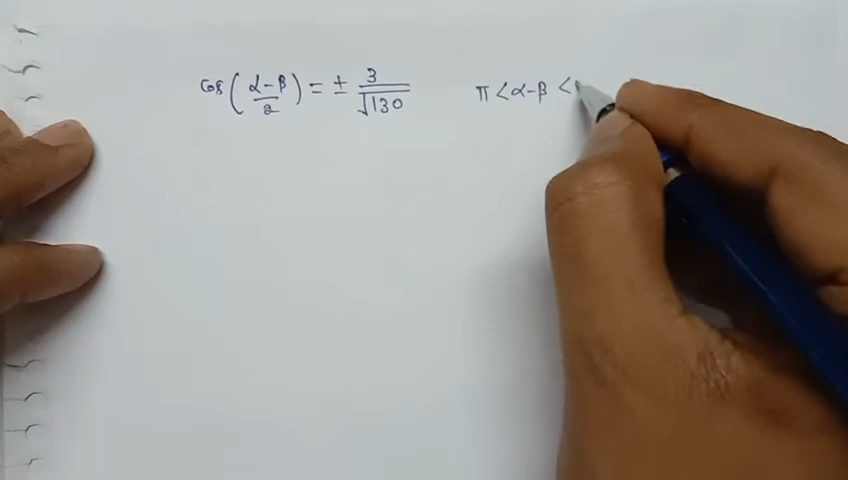 cos(α-β/2) = ± 3/√130 π < α-β <